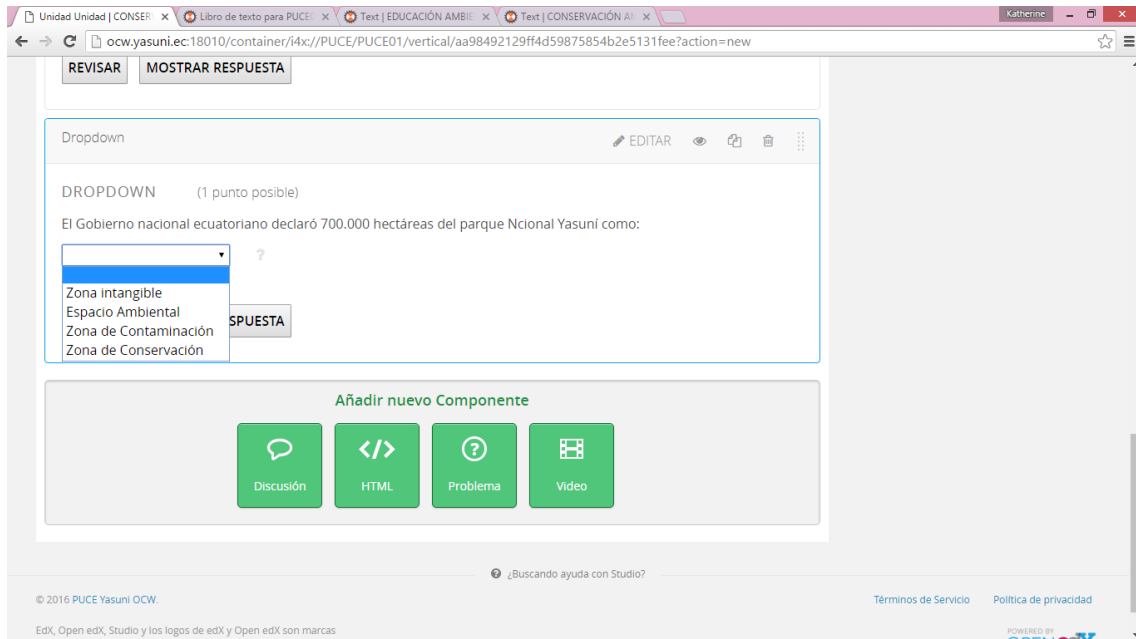 Unidad Unidad | CONSER
Libro de texto para PUCE
Text | EDUCACIÓN AMBIE
Text | CONSERVACIÓN A
Katherine
ocw.yasuni.ec:18010/container/i4x://PUCE/PUCE01/vertical/aa98492129ff4d59875854b2e5131fee?action=new
REVISAR MOSTRAR RESPUESTA
Dropdown EDITAR
DROPDOWN (1 punto posible)
El Gobierno nacional ecuatoriano declaró 700.000 hectáreas del parque Ncional Yasuní como:
?
Zona intangible
Espacio Ambiental
Zona de Contaminación
SPUESTA
Zona de Conservación
Añadir nuevo Componente
Discusión HTML Problema Video
¿Buscando ayuda con Studio?
© 2016 PUCE Yasuni OCW. Términos de Servicio Política de privacidad
EdX, Open edX, Studio y los logos de edX y Open edX son marcas
POWERED BY